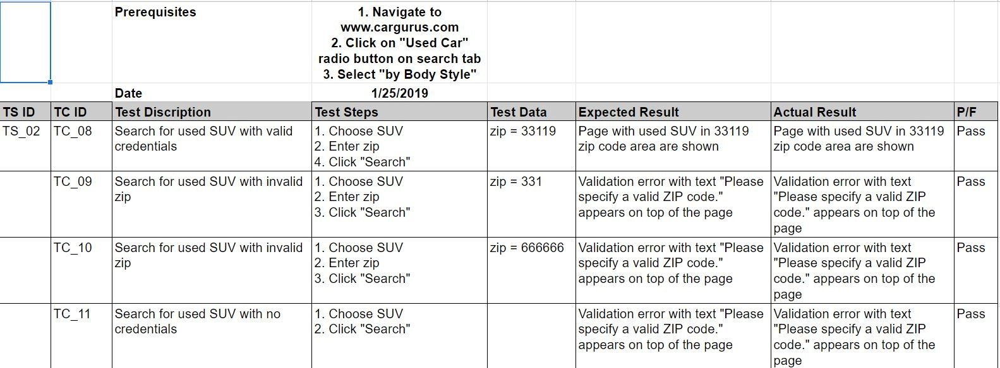 Prerequisites
1. Navigate to
www.cargurus.com
2. Click on "Used Car"
radio button on search tab
3. Select "by Body Style"
Date
1/25/2019
TS ID
TC ID
Test Discription
Test Steps
Test Data
Expected Result
Actual Result
P/F
TS_02
TC_08
Search for used SUV with valid
credentials
1. Choose SUV
2. Enter zip
4. Click "Search"
zip = 33119
Page with used SUV in 33119
zip code area are shown
Page with used SUV in 33119
zip code area are shown
Pass
TC_09
Search for used SUV with invalid
zip
1. Choose SUV
2. Enter zip
3. Click "Search"
zip = 331
Validation error with text "Please
specify a valid ZIP code."
appears on top of the page
Validation error with text
"Please specify a valid ZIP
code." appears on top of the
page
Pass
TC_10
Search for used SUV with invalid
zip
1. Choose SUV
2. Enter zip
3. Click "Search"
zip = 666666
Validation error with text "Please
specify a valid ZIP code."
appears on top of the page
Validation error with text
"Please specify a valid ZIP
code." appears on top of the
page
Pass
TC_11
Search for used SUV with no
credentials
1. Choose SUV
2. Click "Search"
Validation error with text "Please
specify a valid ZIP code."
appears on top of the page
Validation error with text
"Please specify a valid ZIP
code." appears on top of the
page
Pass